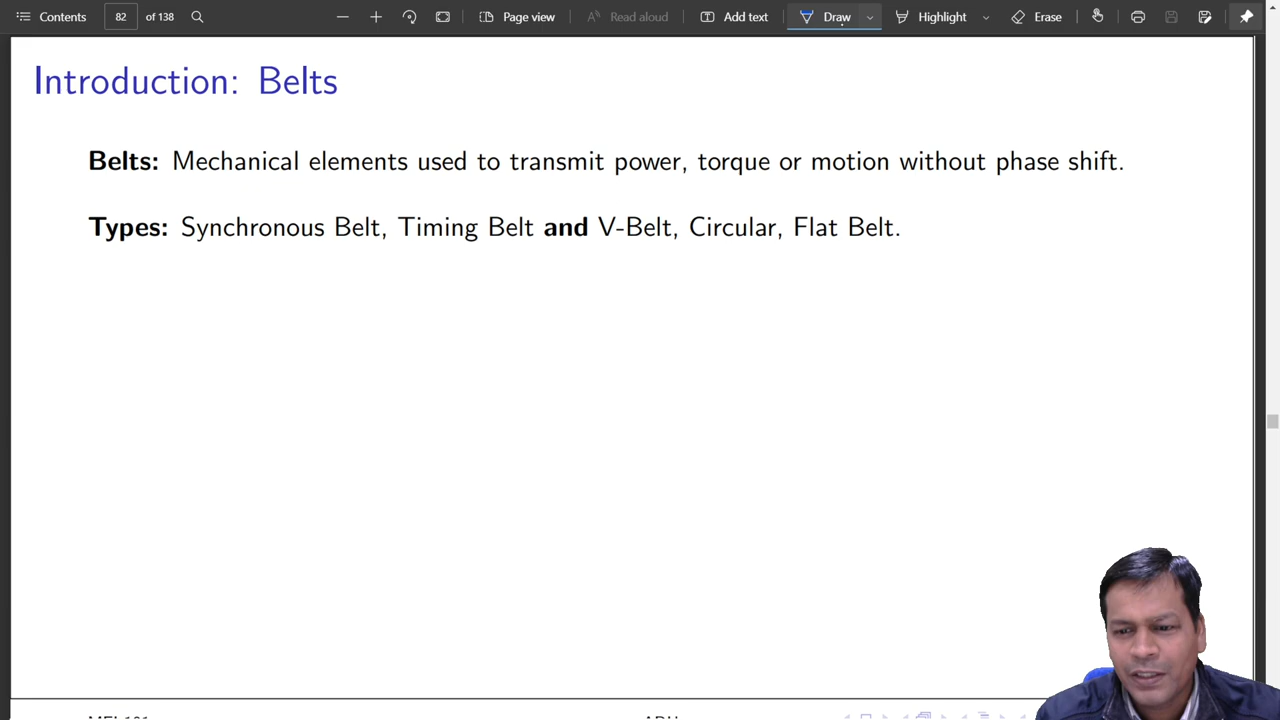 Contents 82 of 138 Page view Read aloud Add text Draw Highlight Erase
Introduction: Belts
Belts: Mechanical elements used to transmit power, torque or motion without phase shift.
Types: Synchronous Belt, Timing Belt and V-Belt, Circular, Flat Belt.